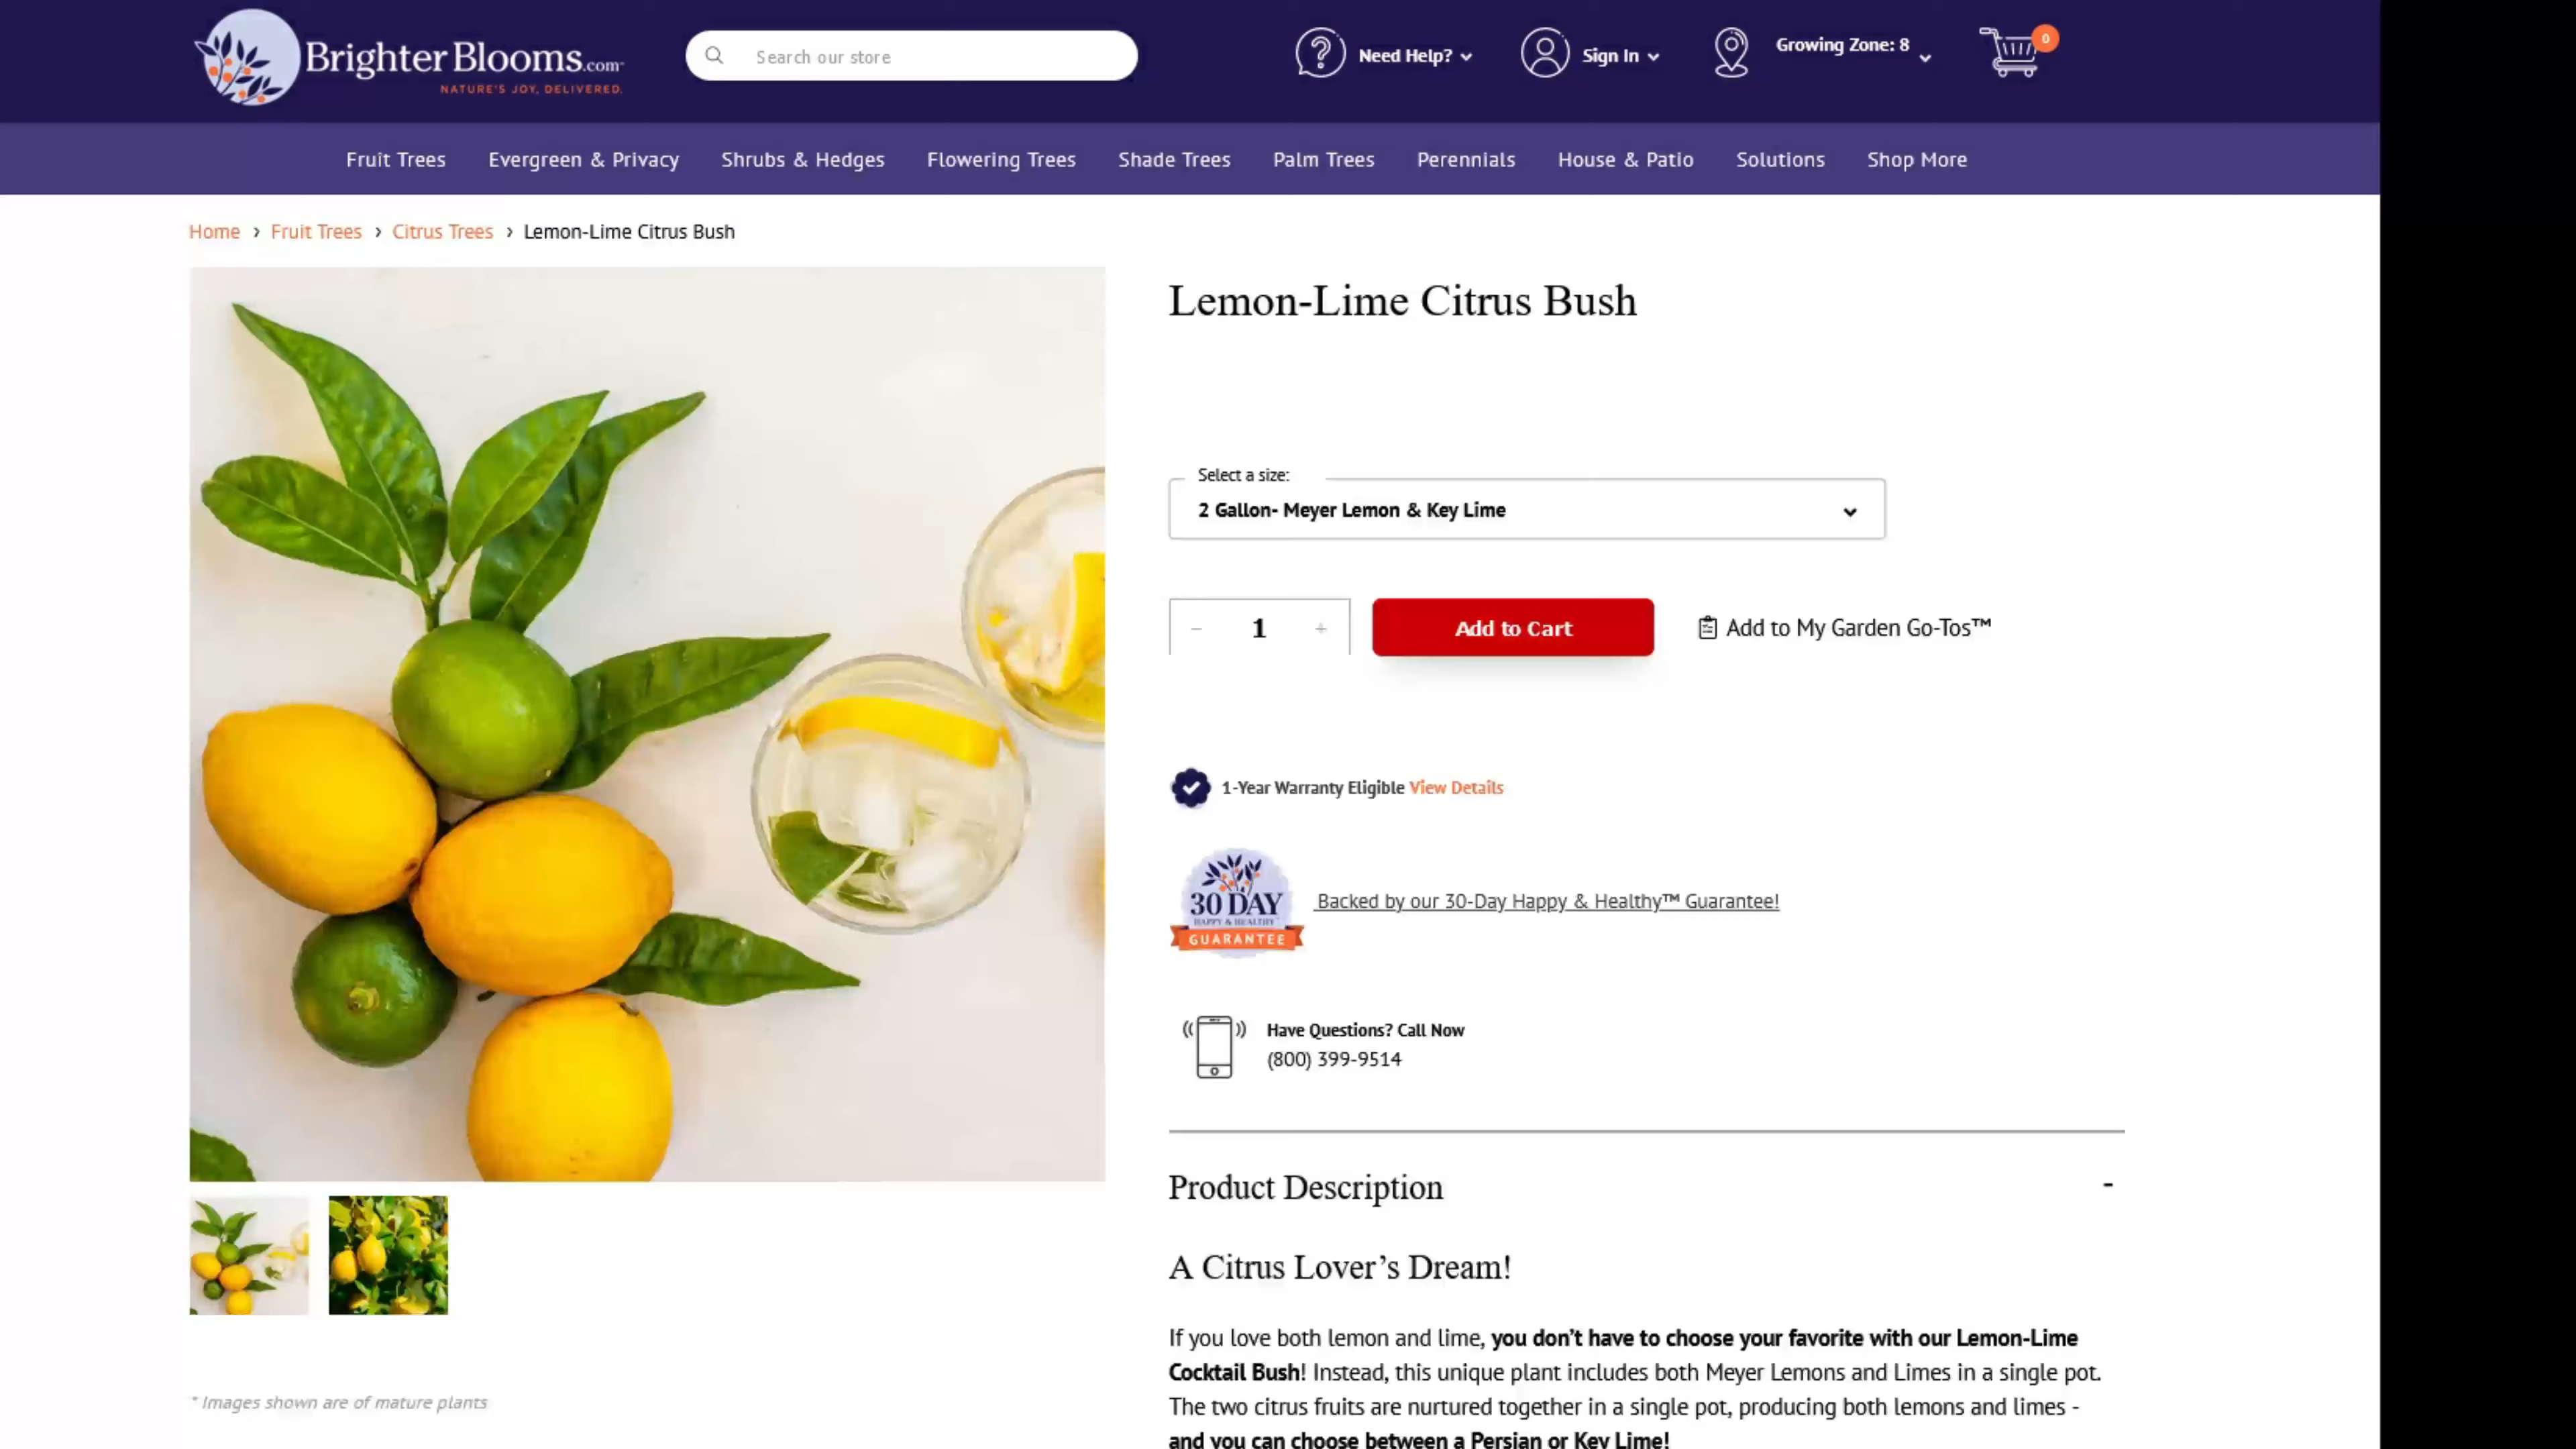 BrighterBlooms.com
NATURE'S JOY, DELIVERED.
Search our store
Need Help?
Sign In
Growing Zone: 8
0
Fruit Trees
Evergreen & Privacy
Shrubs & Hedges
Flowering Trees
Shade Trees
Palm Trees
Perennials
House & Patio
Solutions
Shop More
Home › Fruit Trees › Citrus Trees › Lemon-Lime Citrus Bush
Lemon-Lime Citrus Bush
Select a size:
2 Gallon- Meyer Lemon & Key Lime
− 1 +
Add to Cart
Add to My Garden Go-Tos™
1-Year Warranty Eligible View Details
30 DAY
HAPPY & HEALTHY
GUARANTEE
Backed by our 30-Day Happy & Healthy™ Guarantee!
Have Questions? Call Now
(800) 399-9514
Product Description -
A Citrus Lover’s Dream!
If you love both lemon and lime, you don’t have to choose your favorite with our Lemon-Lime
Cocktail Bush! Instead, this unique plant includes both Meyer Lemons and Limes in a single pot.
The two citrus fruits are nurtured together in a single pot, producing both lemons and limes -
and you can choose between a Persian or Key Lime!
* Images shown are of mature plants